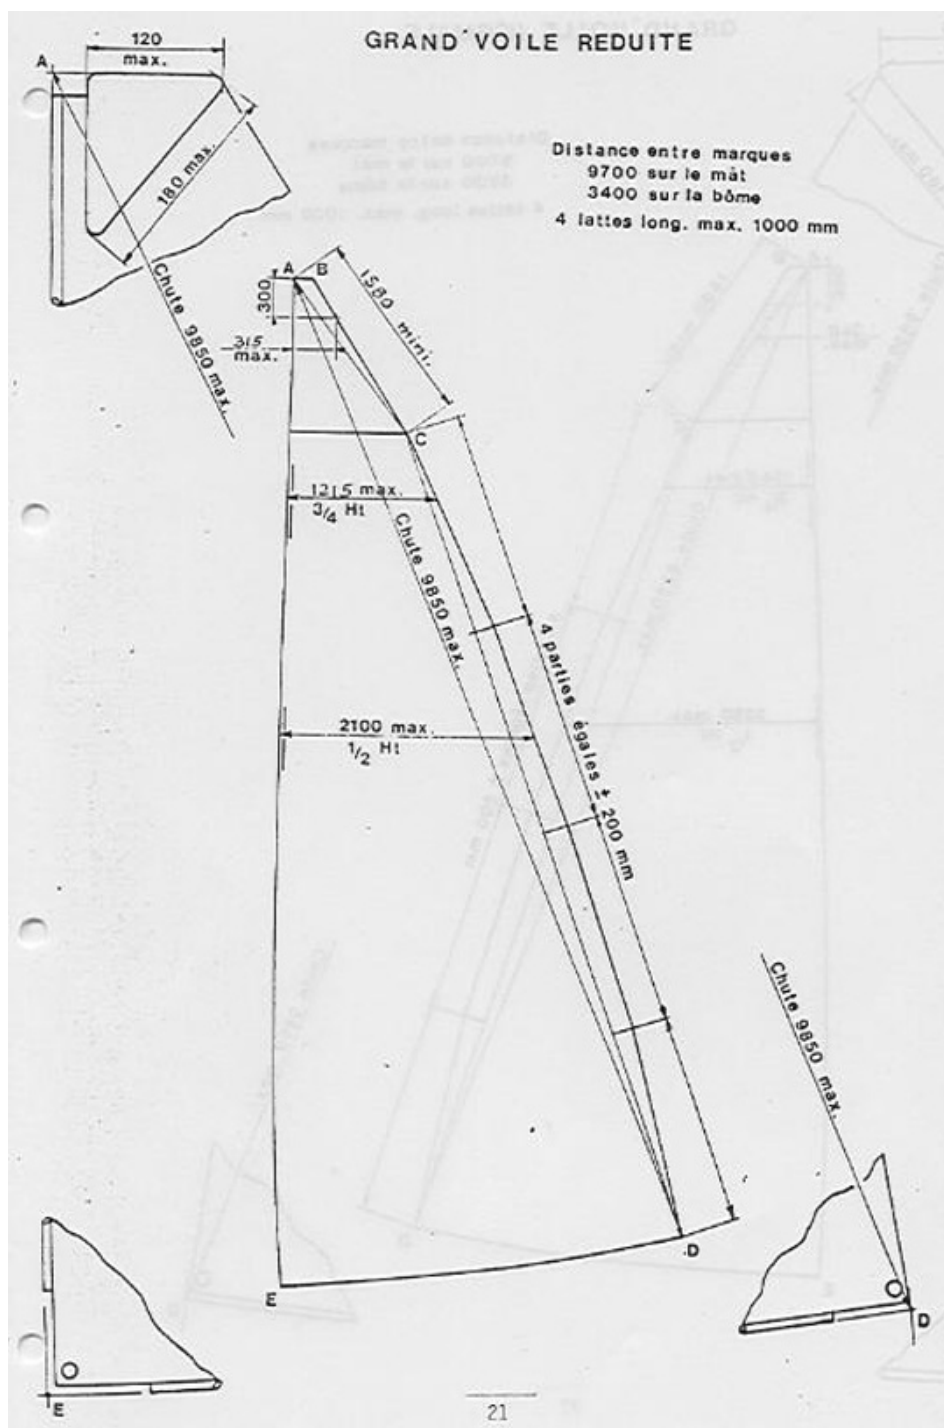 GRAND'VOILE REDUITE
120
max.
A
180 max.
Chute 9850 max.
Distance entre marques
9700 sur le mât
3400 sur la bôme
4 lattes long. max. 1000 mm
A B
300
1580 mini.
315
max.
C
1215 max.
3/4 Ht
Chute 9850 max.
4 parties égales ± 200 mm
2100 max.
1/2 Ht
Chute 9850 max.
D
E
D
E
21